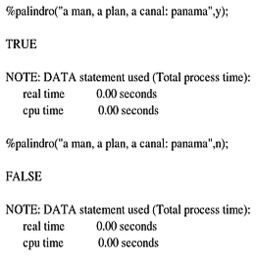 %palindro("a man, a plan, a canal: panama",y);
TRUE
NOTE: DATA statement used (Total process time):
real time 0.00 seconds
cpu time 0.00 seconds
%palindro("a man, a plan, a canal: panama",n);
FALSE
NOTE: DATA statement used (Total process time):
real time 0.00 seconds
cpu time 0.00 seconds